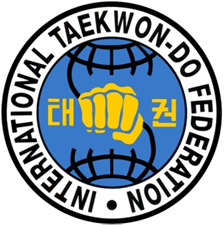 INTERNATIONAL TAEKWON-DO FEDERATION •
태 권